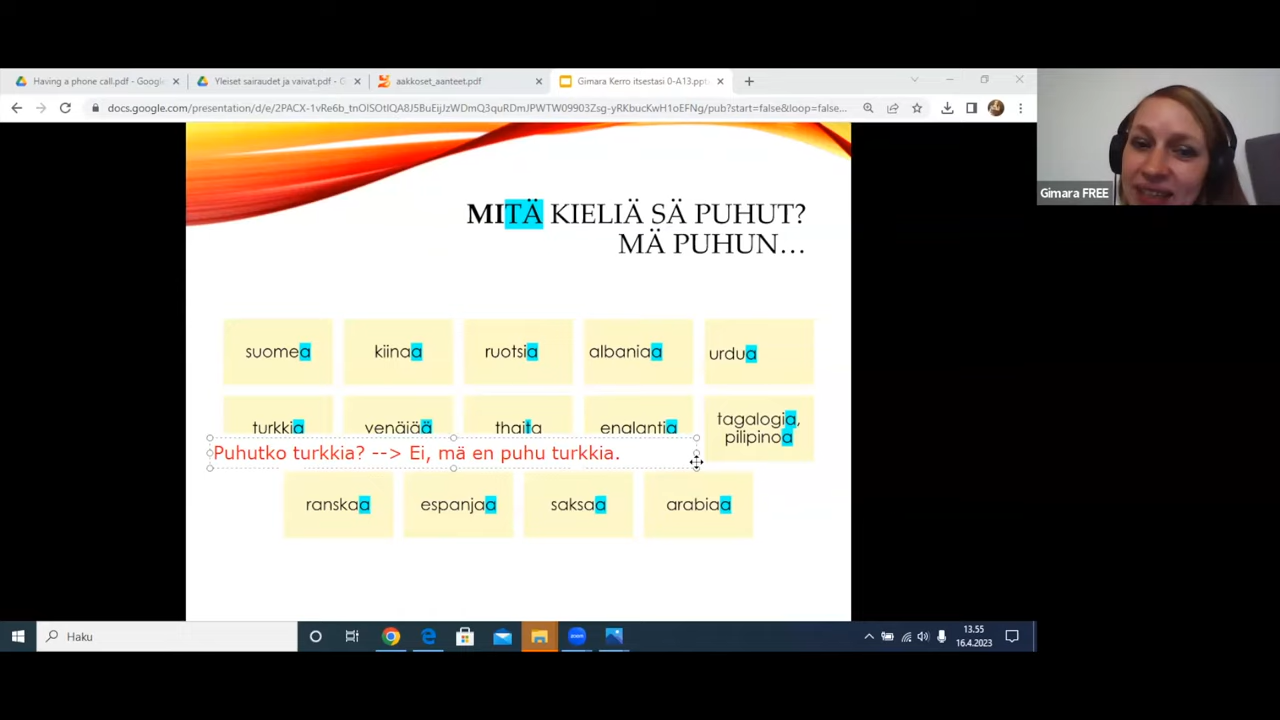 Having a phone call.pdf - Google
Yleiset sairaudet ja vaivat.pdf - G
aakkoset_aanteet.pdf
Gimara Kerro itsestasi 0-A13.ppt
docs.google.com/presentation/d/e/2PACX-1vRe6b_tnOlSOtIQA8J5BuEijJzWDmQ3quRDmJPWTW09903Zsg-yRKbucKwH1oEFNg/pub?start=false&loop=false...
Gimara FREE
MITÄ KIELIÄ SÄ PUHUT?
MÄ PUHUN...
suomea
kiinaa
ruotsia
albaniaa
urdua
turkkia
venäjää
thaita
englantia
tagalogia,
pilipinoa
Puhutko turkkia? --> Ei, mä en puhu turkkia.
ranskaa
espanjaa
saksaa
arabiaa
Haku
13.55
16.4.2023